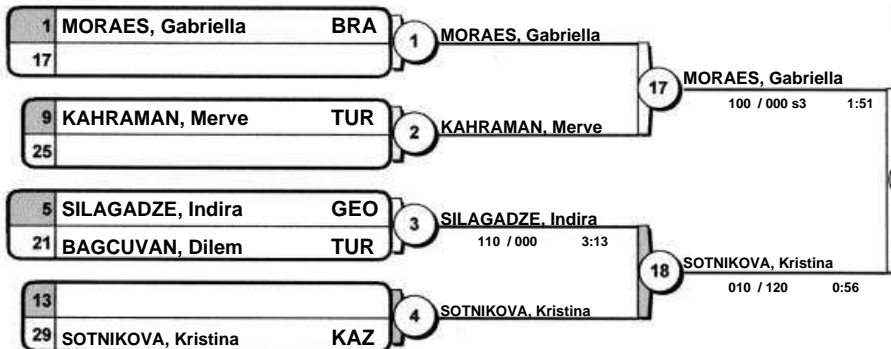 1 MORAES, Gabriella BRA
17
1
MORAES, Gabriella
9 KAHRAMAN, Merve TUR
25
2
KAHRAMAN, Merve
17
MORAES, Gabriella
100 / 000 s3 1:51
5 SILAGADZE, Indira GEO
21 BAGCUVAN, Dilem TUR
3
SILAGADZE, Indira
110 / 000 3:13
13
29 SOTNIKOVA, Kristina KAZ
4
SOTNIKOVA, Kristina
18
SOTNIKOVA, Kristina
010 / 120 0:56